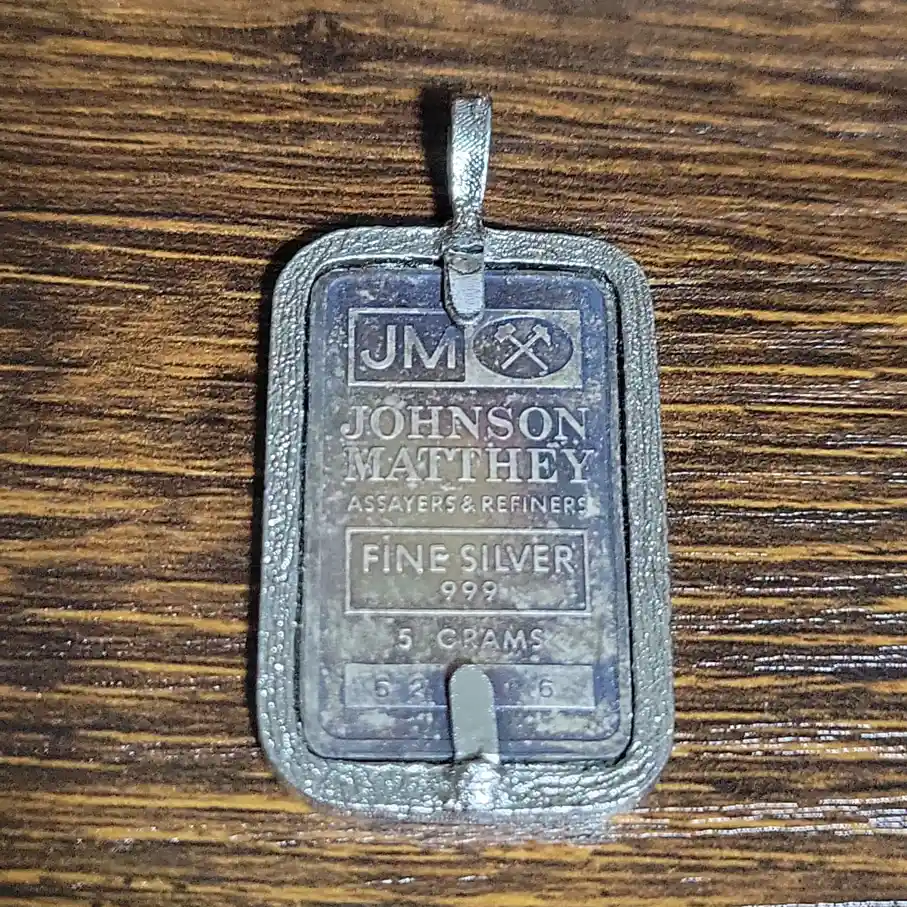 JM
JOHNSON
MATTHEY
ASSAYERS & REFINERS
FINE SILVER
999
5 GRAMS